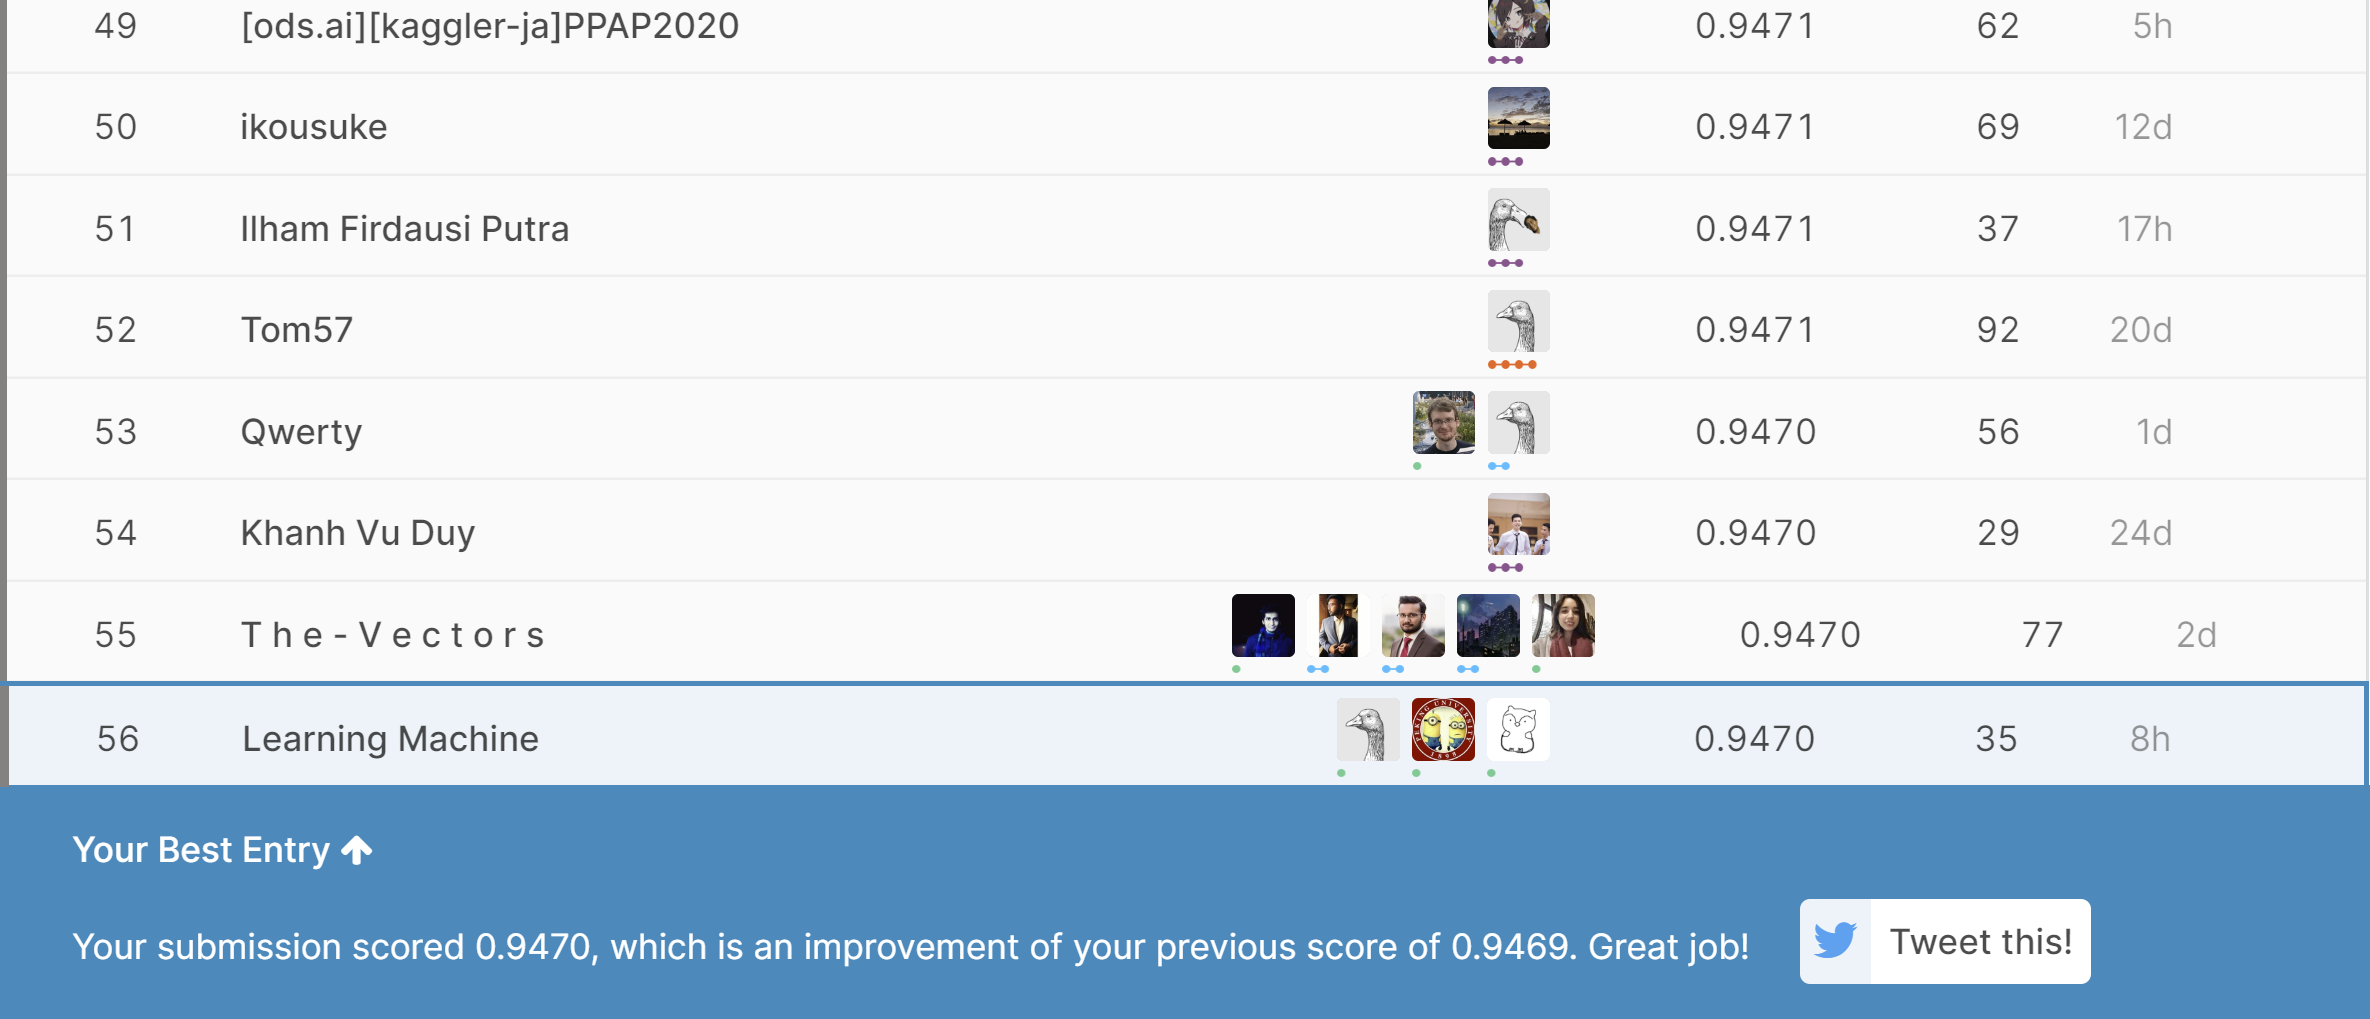 49 [ods.ai][kaggler-ja]PPAP2020 0.9471 62 5h
50 ikousuke 0.9471 69 12d
51 Ilham Firdausi Putra 0.9471 37 17h
52 Tom57 0.9471 92 20d
53 Qwerty 0.9470 56 1d
54 Khanh Vu Duy 0.9470 29 24d
55 T h e - V e c t o r s 0.9470 77 2d
PEKING UNIVERSITY
1898
56 Learning Machine 0.9470 35 8h
Your Best Entry
Your submission scored 0.9470, which is an improvement of your previous score of 0.9469. Great job!
Tweet this!